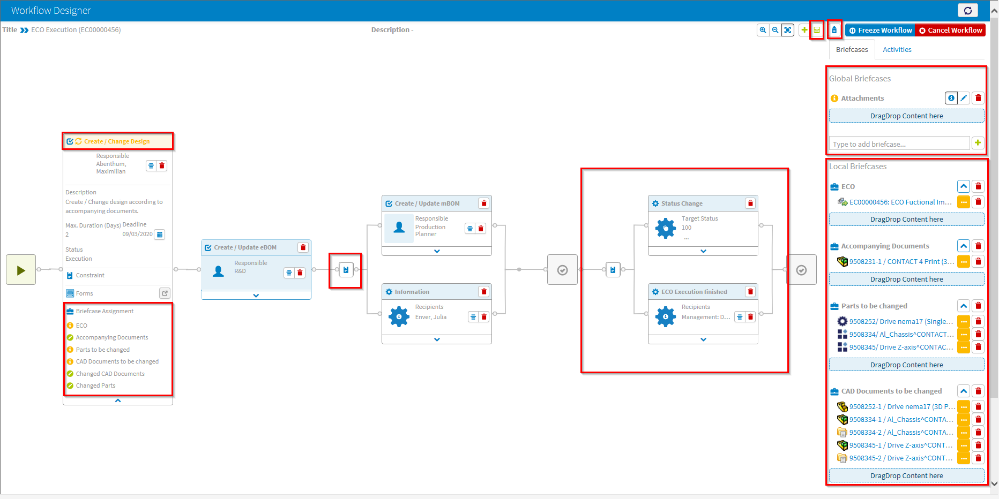 Workflow Designer
Title ECO Execution (EC00000456)
Description -
Freeze Workflow
Cancel Workflow
Briefcases
Activities
Create / Change Design
Responsible
Abenthum,
Maximilian
Description
Create / Change design according to
accompanying documents.
Max. Duration (Days) Deadline
2 09/03/2020
Status
Execution
Constraint
Forms
Briefcase Assignment
ECO
Accompanying Documents
Parts to be changed
CAD Documents to be changed
Changed CAD Documents
Changed Parts
Create / Update eBOM
Responsible
R&D
Create / Update mBOM
Responsible
Production
Planner
Information
Recipients
Enver, Julia
Status Change
Target Status
100
...
ECO Execution finished
Recipients
Management: D...
Global Briefcases
Attachments
DragDrop Content here
Type to add briefcase...
Local Briefcases
ECO
EC00000456: ECO Fuctional Im...
DragDrop Content here
Accompanying Documents
9508231-1 / CONTACT 4 Print (3...
DragDrop Content here
Parts to be changed
9508252/ Drive nema17 (Single...
9508334/ Al_Chassis^CONTACT...
9508345/ Drive Z-axis^CONTAC...
DragDrop Content here
CAD Documents to be changed
9508252-1 / Drive nema17 (3D P...
9508334-1 / Al_Chassis^CONTA...
9508334-2 / Al_Chassis^CONTA...
9508345-1 / Drive Z-axis^CONT...
9508345-2 / Drive Z-axis^CONT...
DragDrop Content here